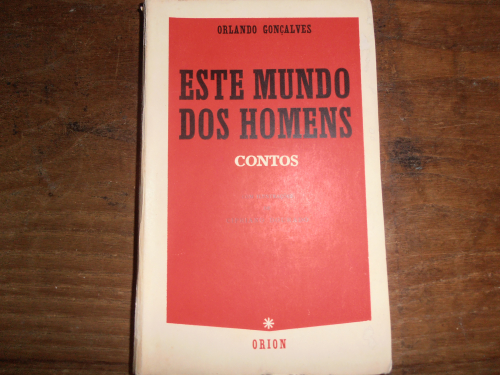 ORLANDO GONÇALVES
ESTE MUNDO
DOS HOMENS
CONTOS
ORION